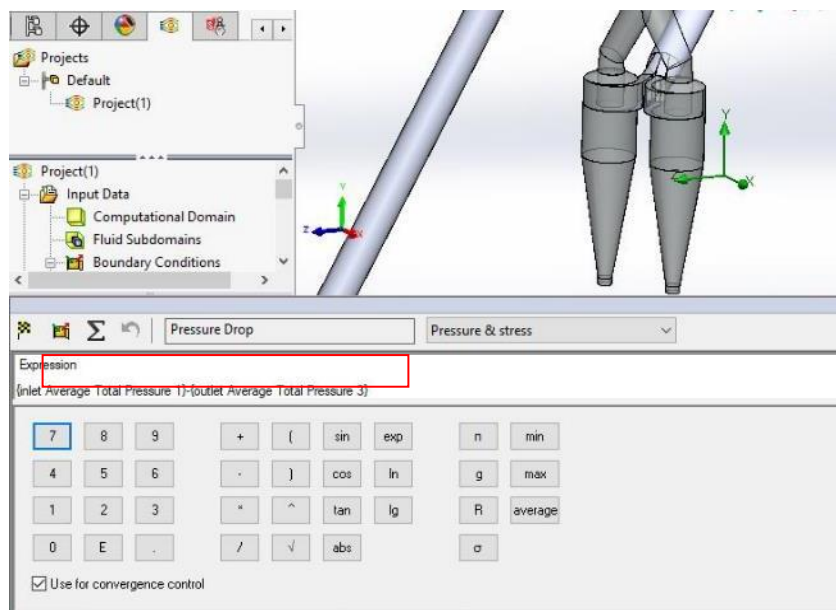 Projects
Default
Project(1)
Project(1)
Input Data
Computational Domain
Fluid Subdomains
Boundary Conditions
Y
X
Y
Z
X
Pressure Drop
Pressure & stress
Expression
{inlet Average Total Pressure 1}-{outlet Average Total Pressure 3}
7 8 9 + ( sin exp π min
4 5 6 - ) cos ln g max
1 2 3 * ^ tan lg R average
0 E . / √ abs σ
Use for convergence control